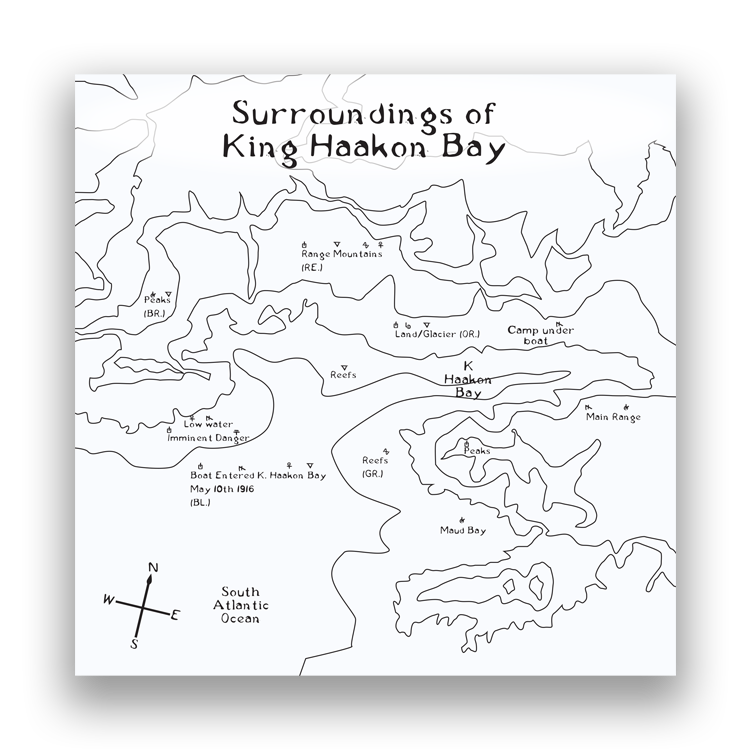 Surroundings of
King Haakon Bay
Range Mountains
(RE.)
Peaks
(BR.)
Land/Glacier (OR.)
Camp under
boat
Reefs
K
Haakon
Bay
Main Range
Low water
Imminent Danger
Peaks
Reefs
(GR.)
Boat Entered K. Haakon Bay
May 10th 1916
(BL.)
Maud Bay
N
W
E
S
South
Atlantic
Ocean